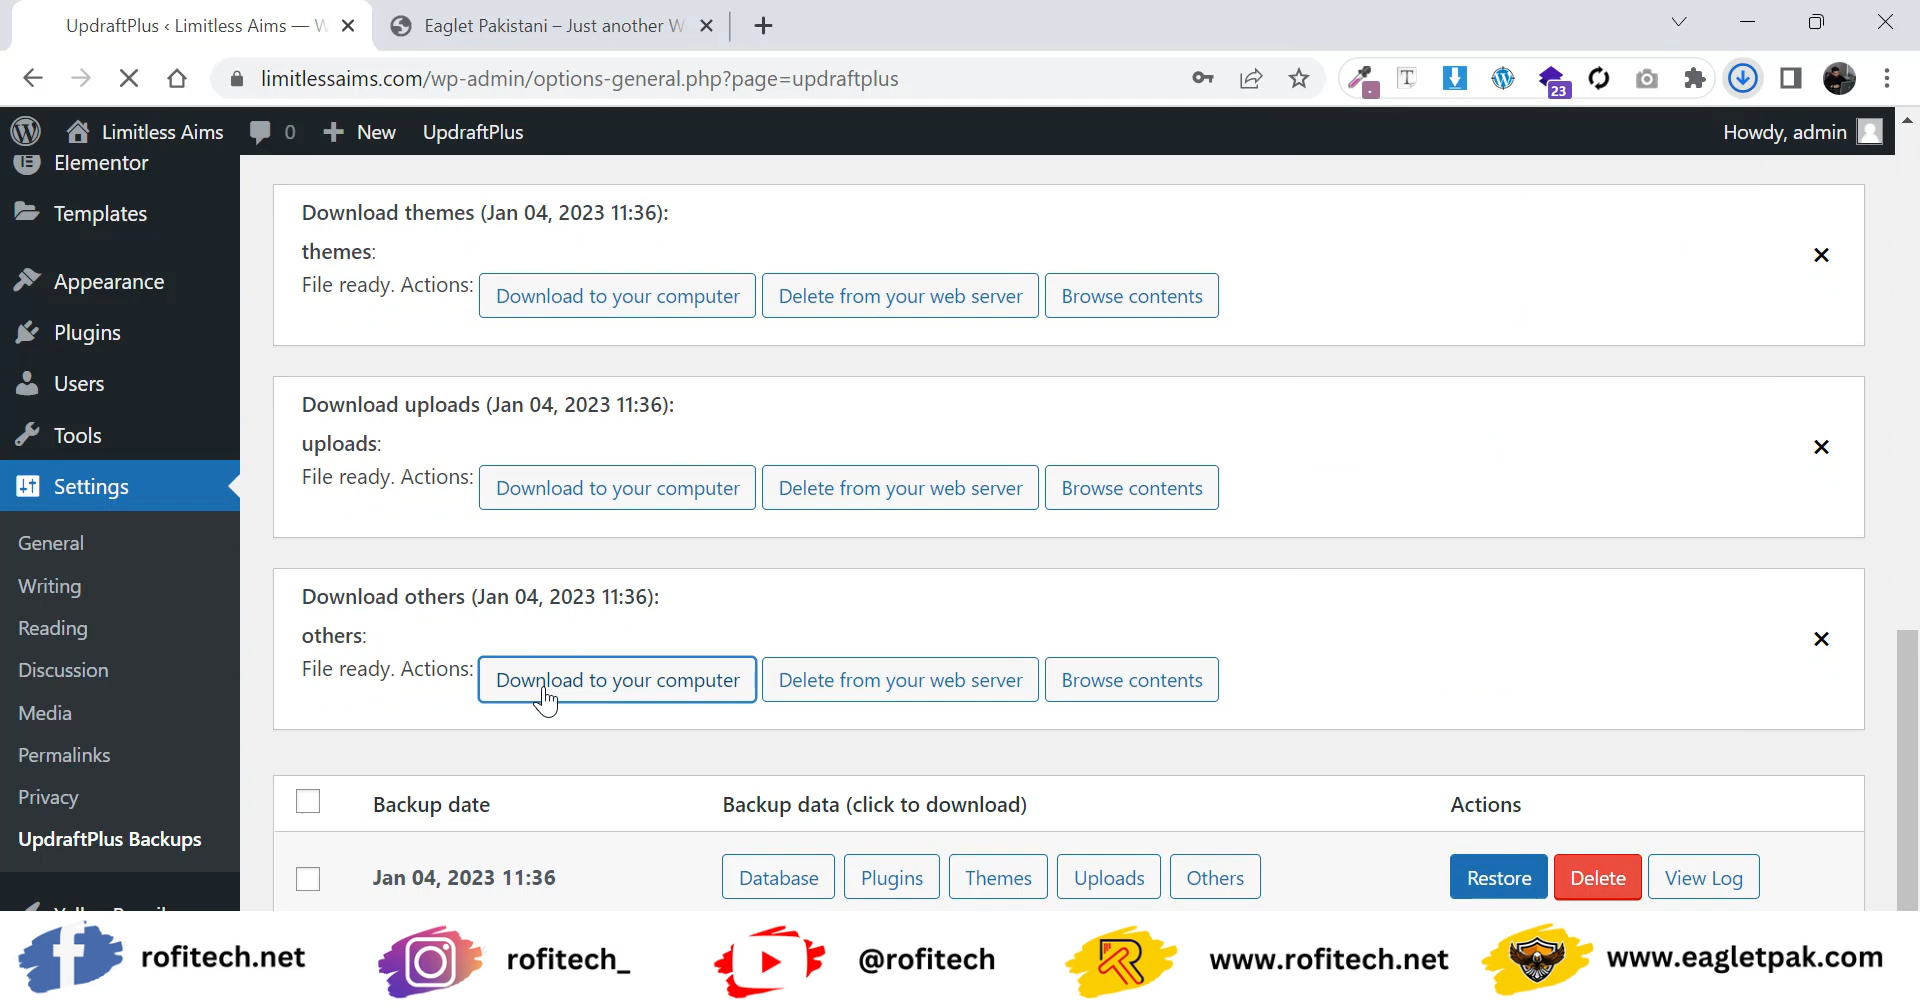 UpdraftPlus ‹ Limitless Aims — W
Eaglet Pakistani – Just another W
limitlessaims.com/wp-admin/options-general.php?page=updraftplus
23
Limitless Aims 0 New UpdraftPlus
Howdy, admin
Elementor
Templates
Appearance
Plugins
Users
Tools
Settings
General
Writing
Reading
Discussion
Media
Permalinks
Privacy
UpdraftPlus Backups
Download themes (Jan 04, 2023 11:36):
themes:
File ready. Actions: Download to your computer Delete from your web server Browse contents
Download uploads (Jan 04, 2023 11:36):
uploads:
File ready. Actions: Download to your computer Delete from your web server Browse contents
Download others (Jan 04, 2023 11:36):
others:
File ready. Actions: Download to your computer Delete from your web server Browse contents
Backup date Backup data (click to download) Actions
Jan 04, 2023 11:36 Database Plugins Themes Uploads Others Restore Delete View Log
rofitech.net rofitech_ @rofitech www.rofitech.net www.eagletpak.com